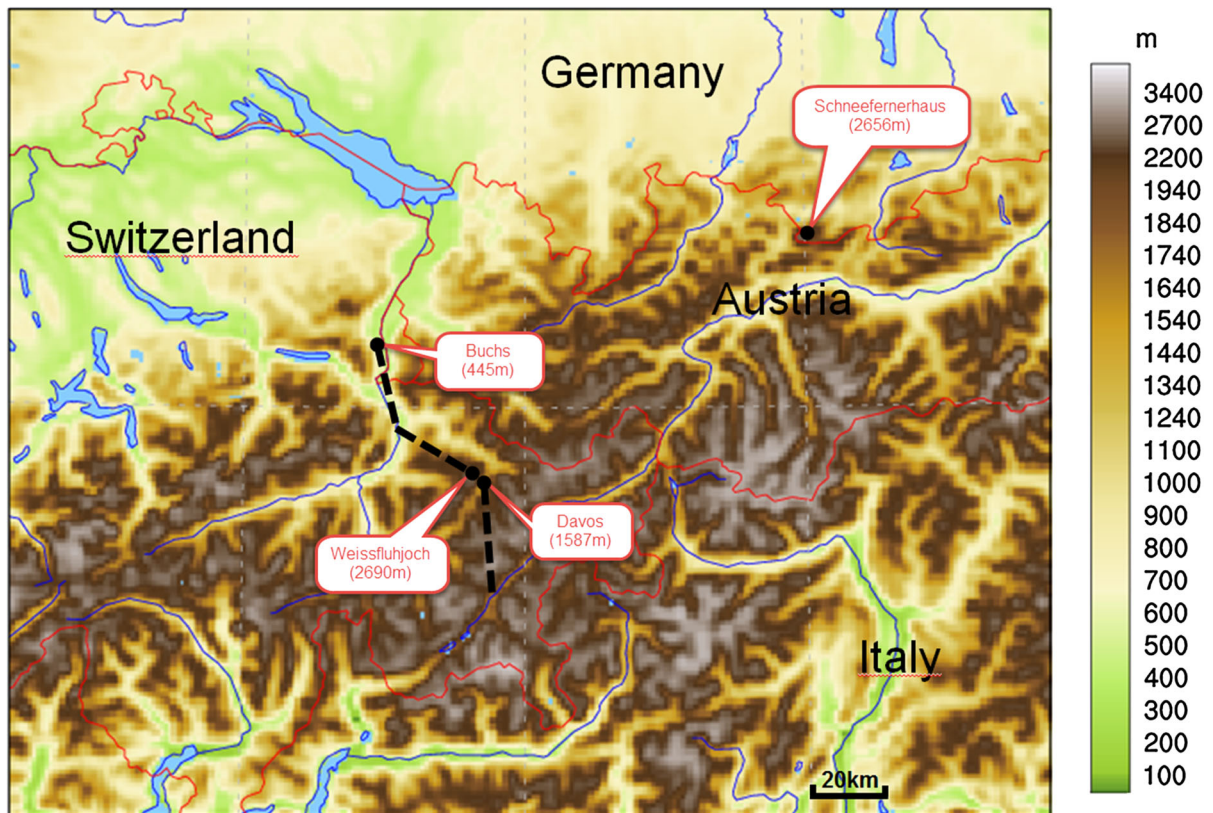 Germany
Schneefernerhaus
(2656m)
Switzerland
Austria
Buchs
(445m)
Davos
(1587m)
Weissfluhjoch
(2690m)
Italy
20km
m
3400
2700
2200
1940
1840
1740
1640
1540
1440
1340
1240
1100
1000
900
800
700
600
500
400
300
200
100